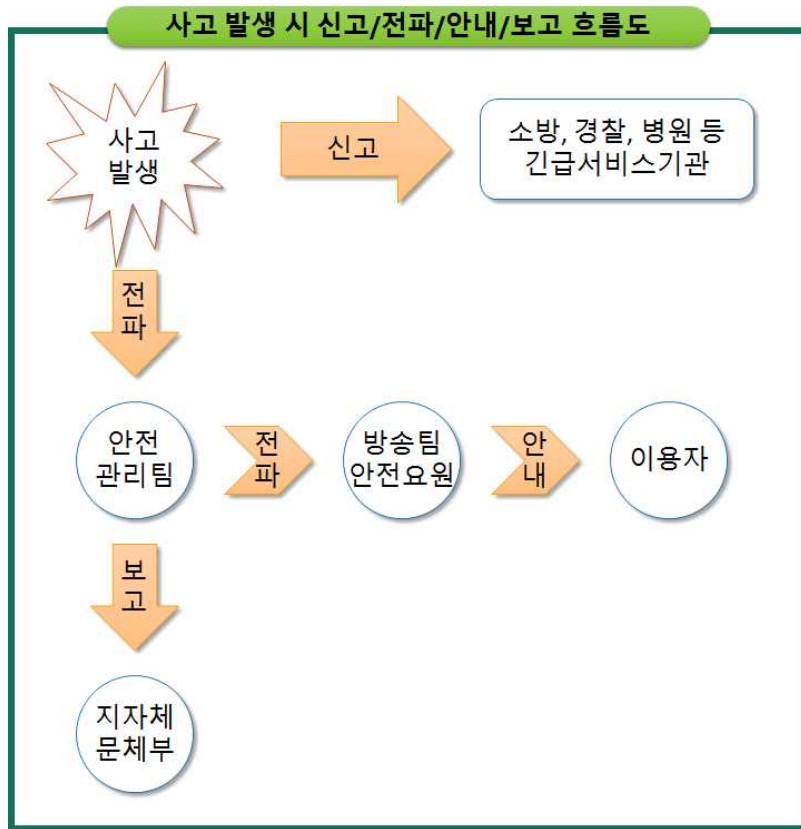 사고 발생 시 신고/전파/안내/보고 흐름도
사고
발생
신고
소방, 경찰, 병원 등
긴급서비스기관
전
파
안전
관리팀
전
파
방송팀
안전요원
안
내
이용자
보
고
지자체
문체부